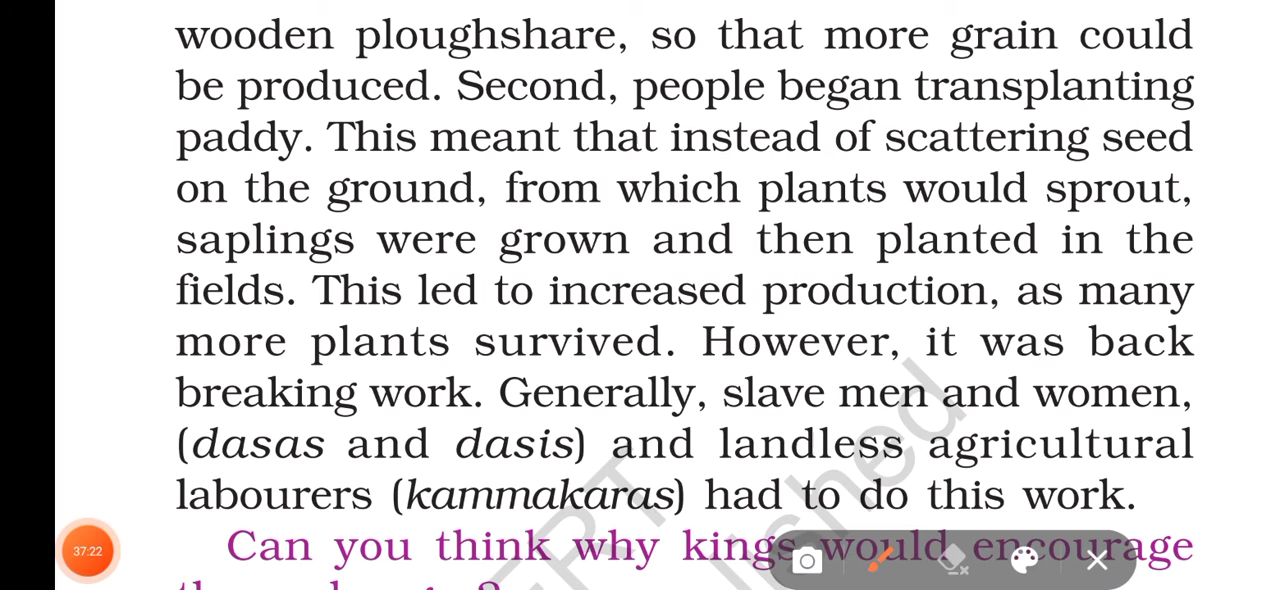 wooden ploughshare, so that more grain could
be produced. Second, people began transplanting
paddy. This meant that instead of scattering seed
on the ground, from which plants would sprout,
saplings were grown and then planted in the
fields. This led to increased production, as many
more plants survived. However, it was back
breaking work. Generally, slave men and women,
(dasas and dasis) and landless agricultural
labourers (kammakaras) had to do this work.
Can you think why kings would encourage
37:22